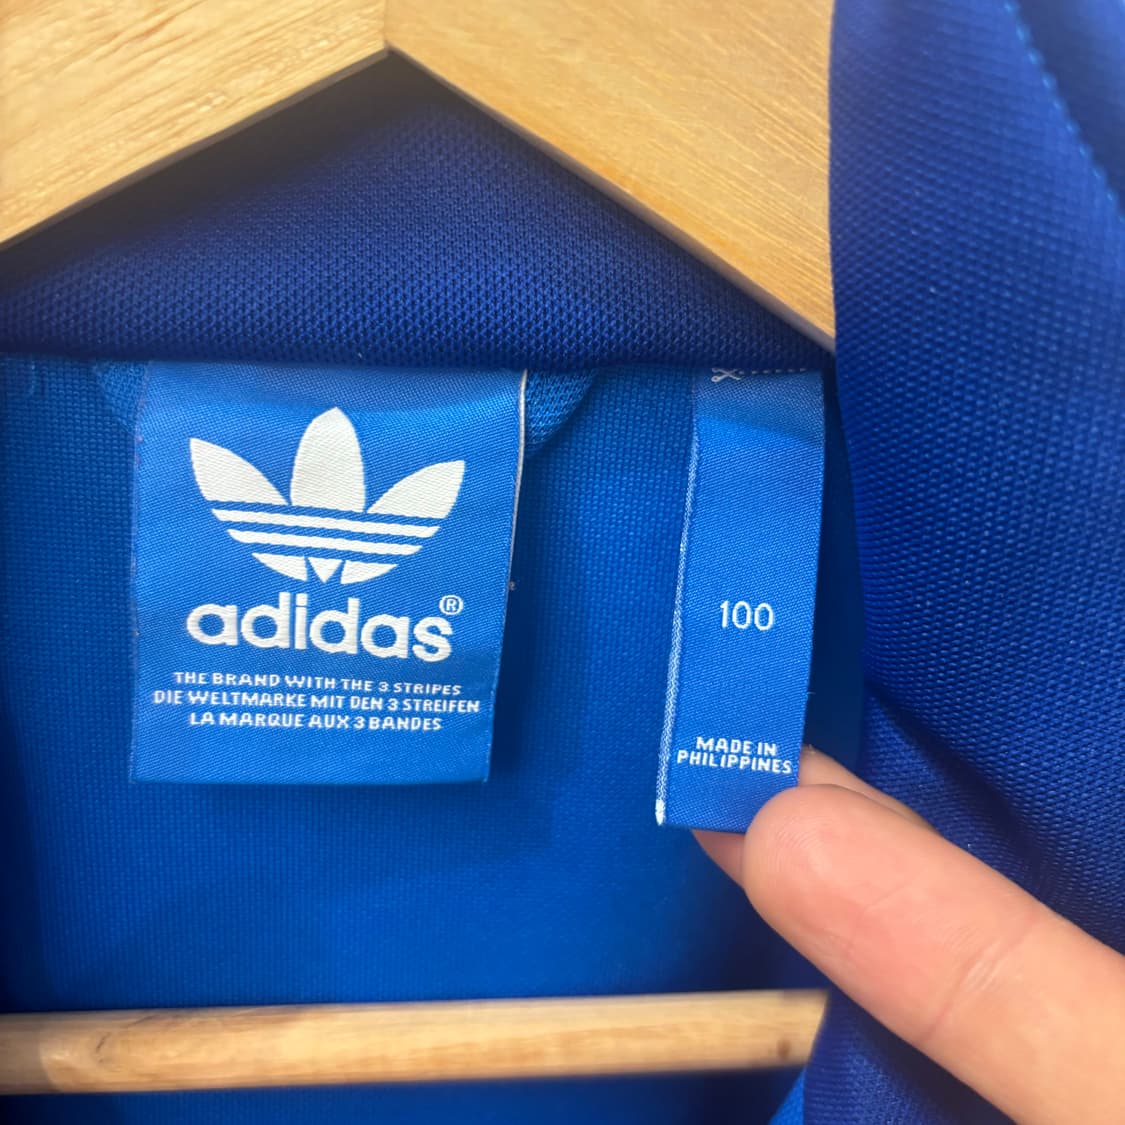 adidas®
THE BRAND WITH THE 3 STRIPES
DIE WELTMARKE MIT DEN 3 STREIFEN
LA MARQUE AUX 3 BANDES
100
MADE IN
PHILIPPINES